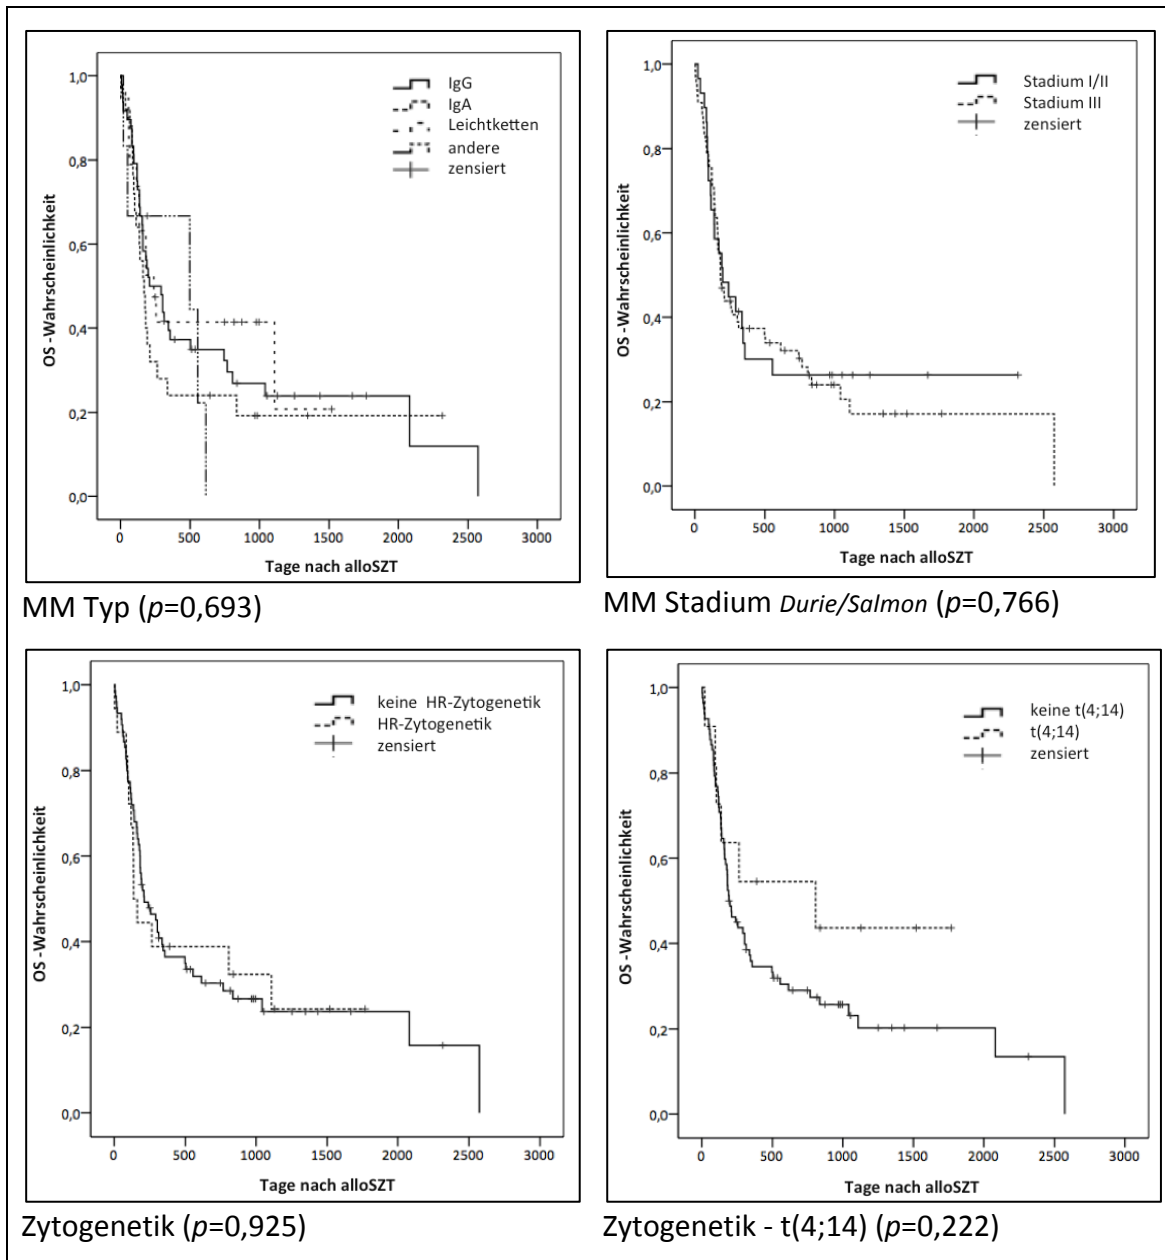 IgG
IgA
Leichtketten
andere
zensiert
1,0
0,8
0,6
0,4
0,2
0,0
OS -Wahrscheinlichkeit
0 500 1000 1500 2000 2500 3000
Tage nach alloSZT
MM Typ (p=0,693)
Stadium I/II
Stadium III
zensiert
1,0
0,8
0,6
0,4
0,2
0,0
OS -Wahrscheinlichkeit
0 500 1000 1500 2000 2500 3000
Tage nach alloSZT
MM Stadium Durie/Salmon (p=0,766)
keine HR-Zytogenetik
HR-Zytogenetik
zensiert
1,0
0,8
0,6
0,4
0,2
0,0
OS -Wahrscheinlichkeit
0 500 1000 1500 2000 2500 3000
Tage nach alloSZT
Zytogenetik (p=0,925)
keine t(4;14)
t(4;14)
zensiert
1,0
0,8
0,6
0,4
0,2
0,0
OS -Wahrscheinlichkeit
0 500 1000 1500 2000 2500 3000
Tage nach alloSZT
Zytogenetik - t(4;14) (p=0,222)